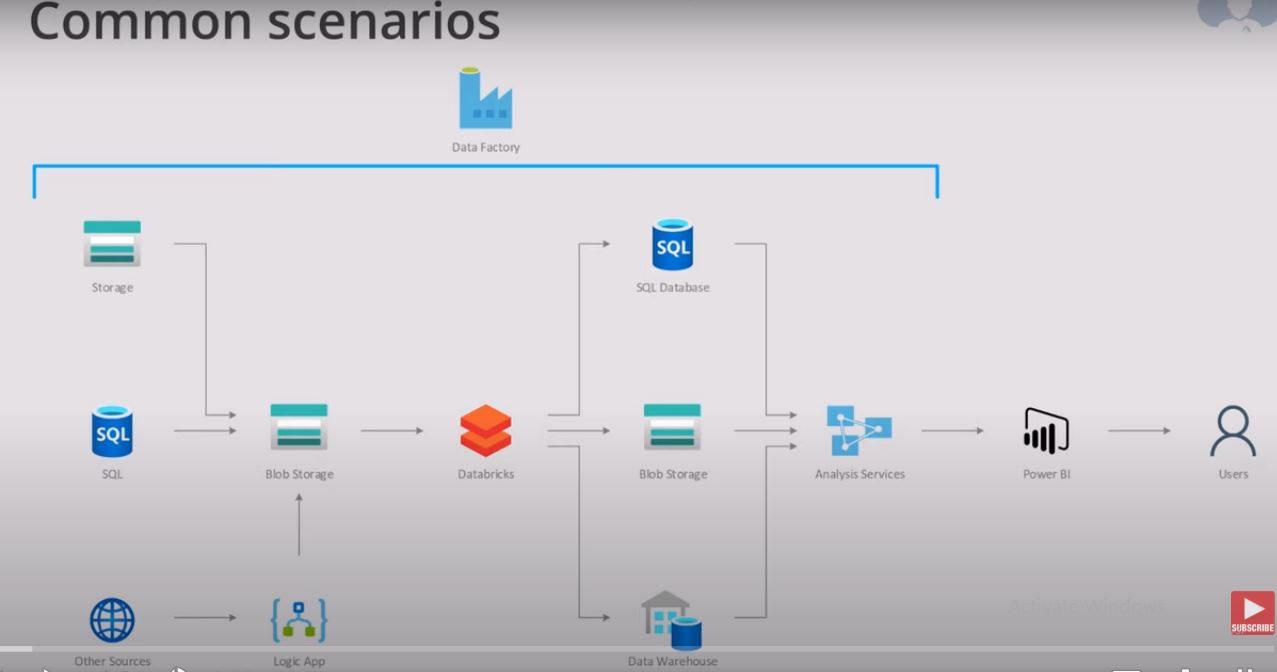 Common scenarios
Data Factory
Storage
SQL
SQL Database
SQL
SQL
Blob Storage
Databricks
Blob Storage
Analysis Services
Power BI
Users
Activate Windows
SUBSCRIBE
Other Sources
Logic App
Data Warehouse